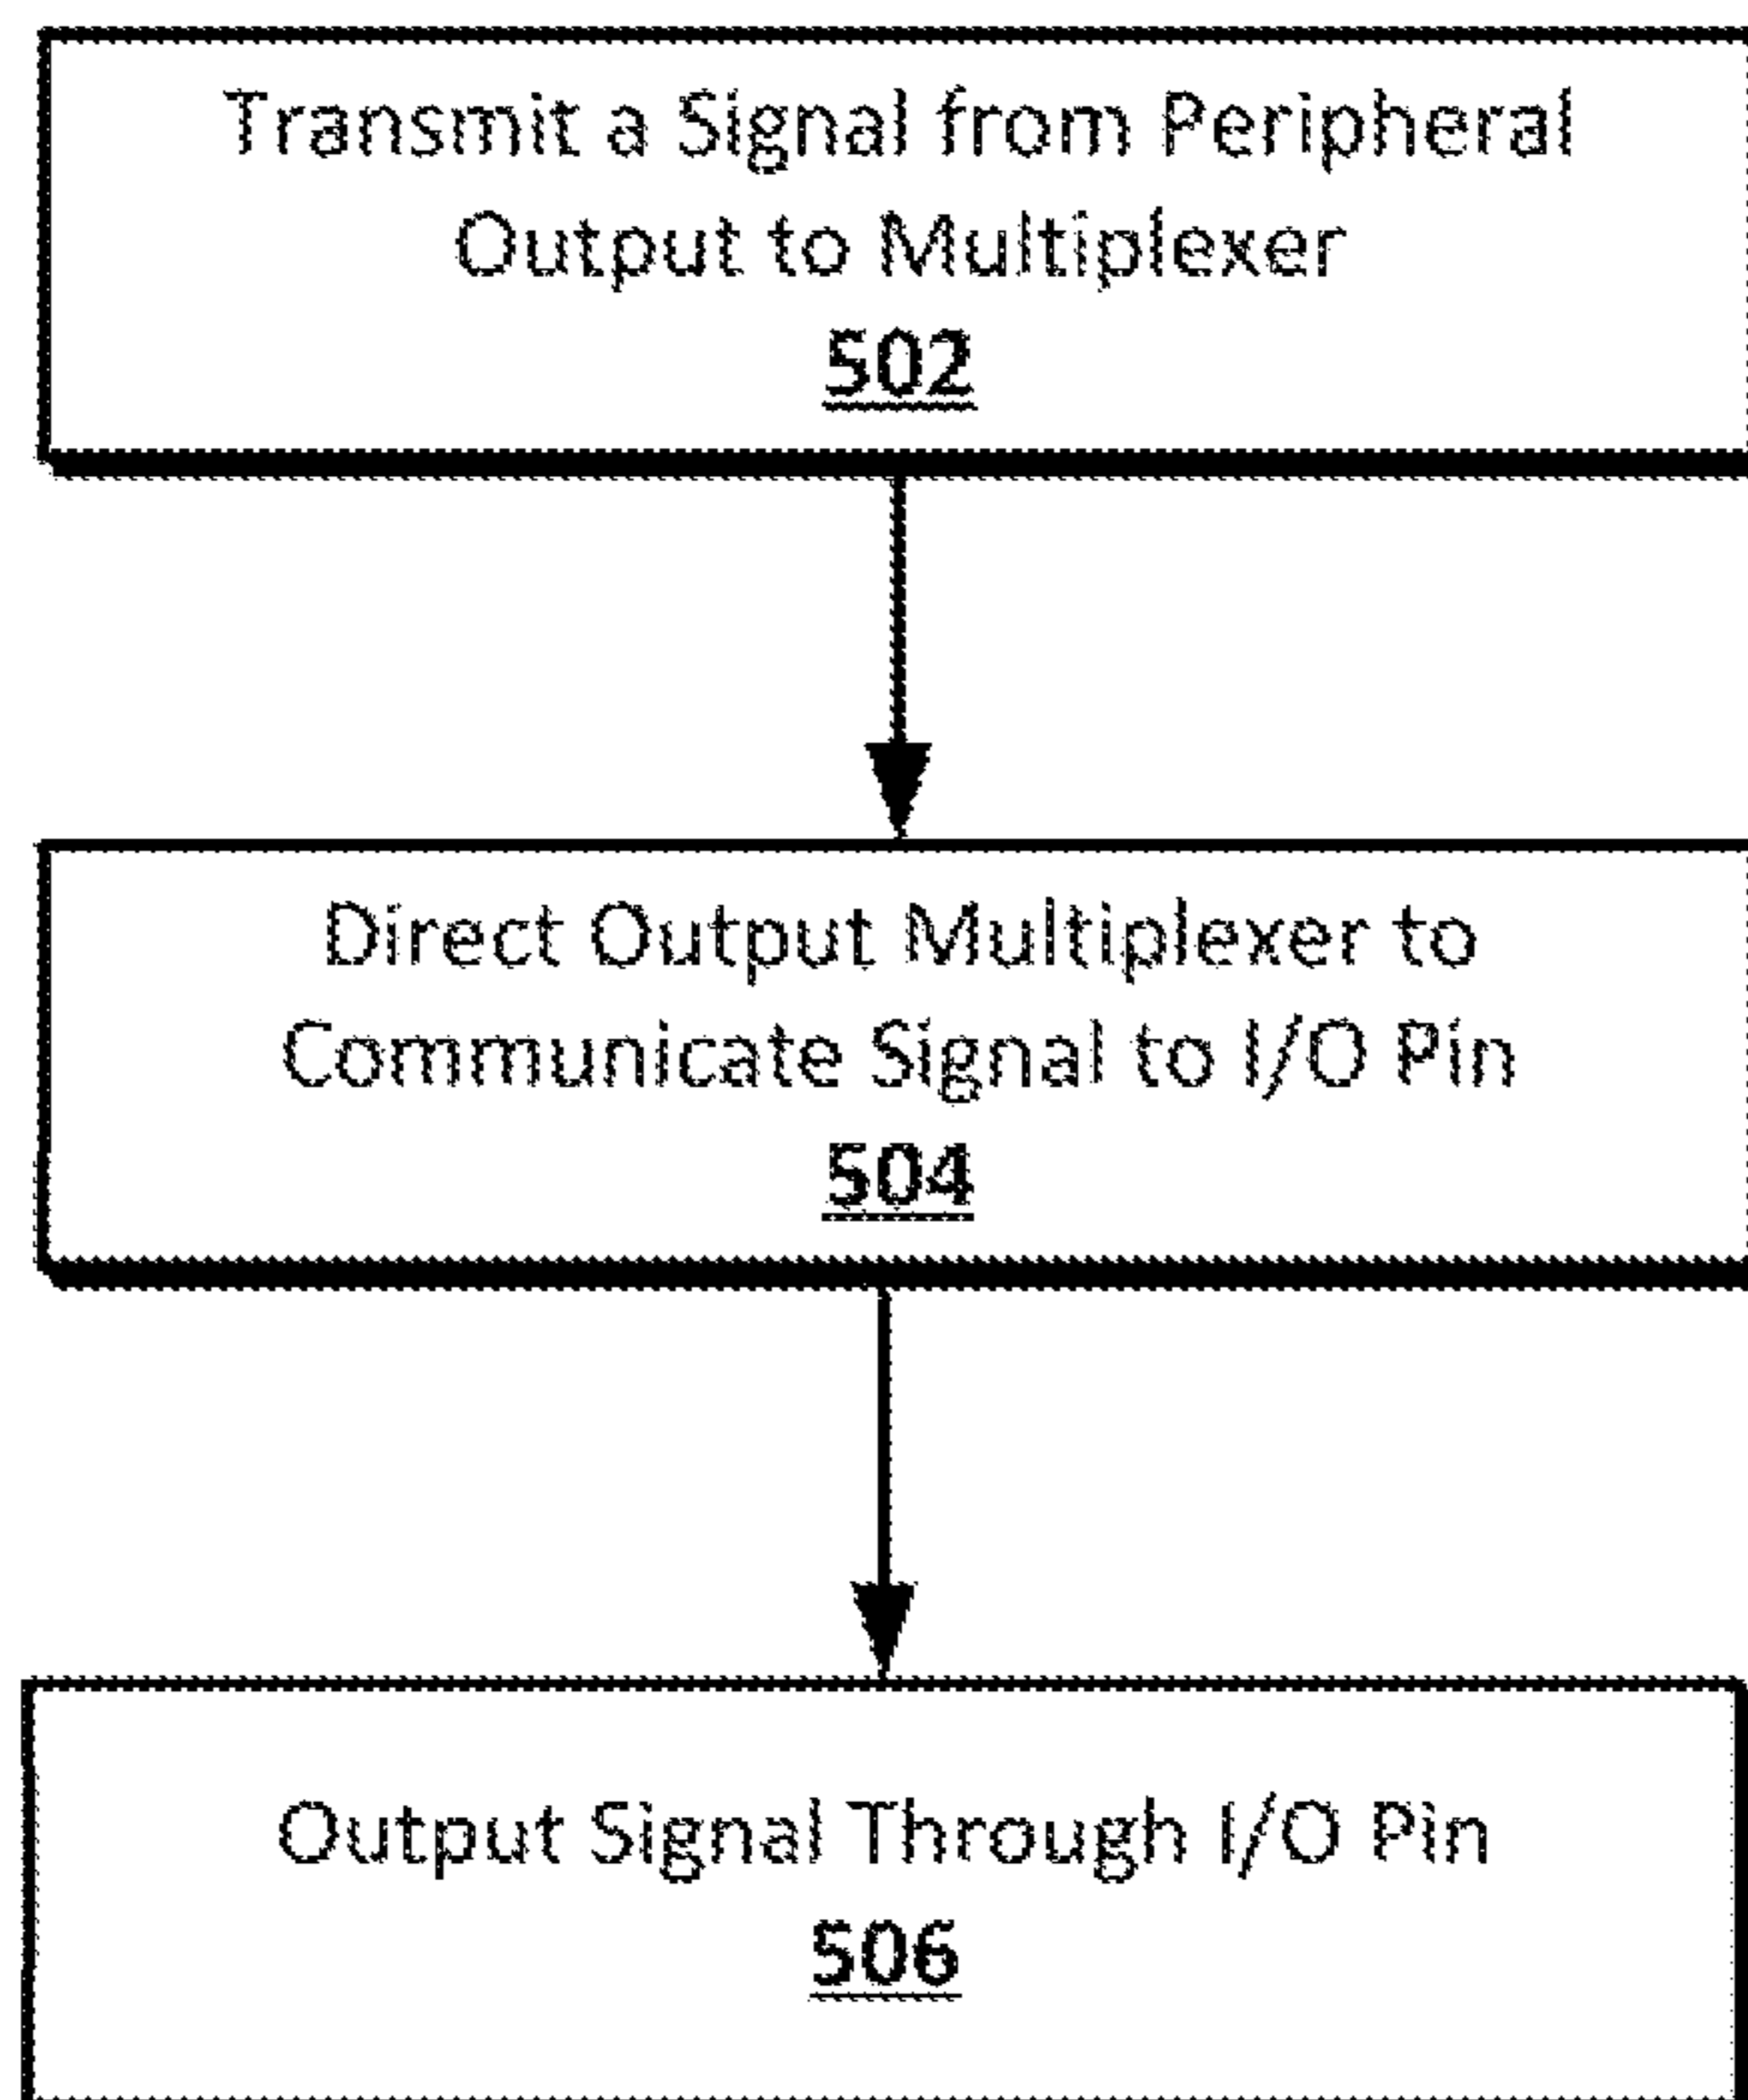 Transmit a Signal from Peripheral
Output to Multiplexer
502
Direct Output Multiplexer to
Communicate Signal to I/O Pin
504
Output Signal Through I/O Pin
506